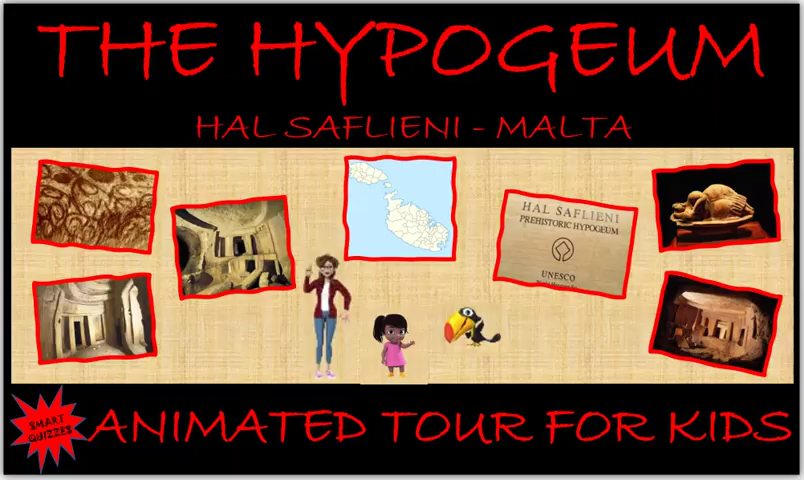 THE HYPOGEUM
HAL SAFLIENI - MALTA
HAL SAFLIENI
PREHISTORIC HYPOGEUM
UNESCO
SMART
QUIZZES
ANIMATED TOUR FOR KIDS